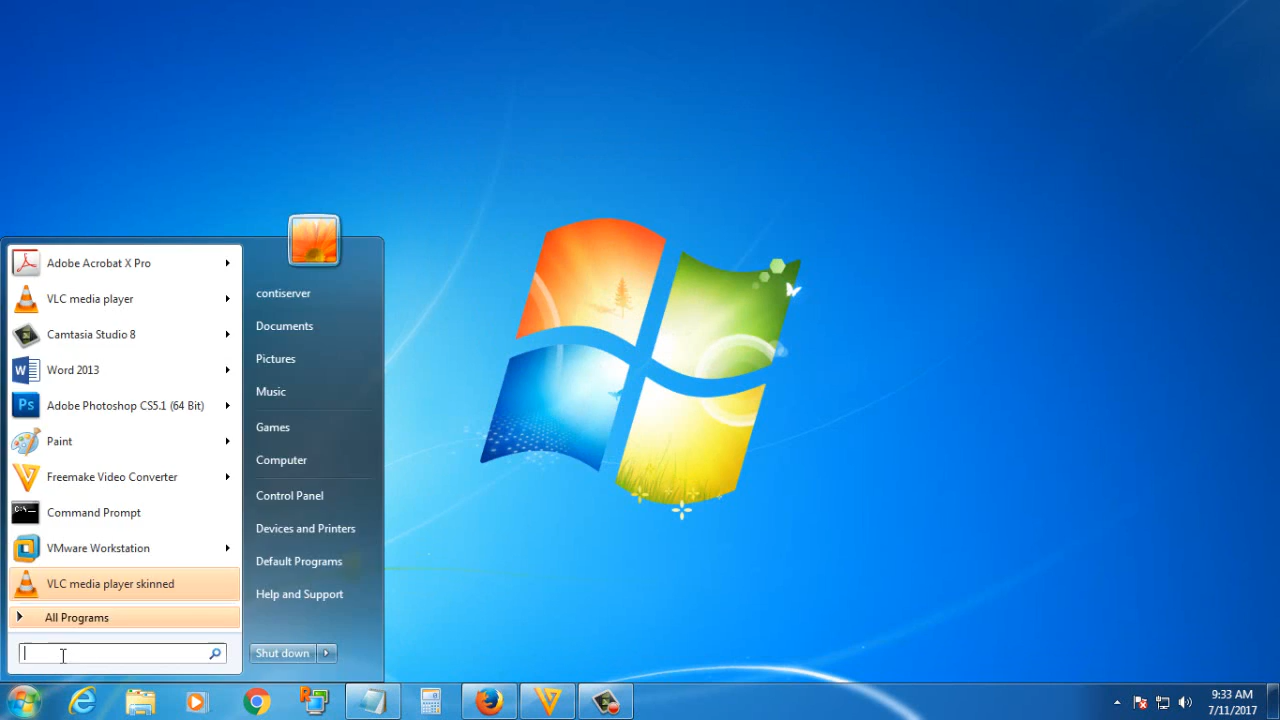 Adobe Acrobat X Pro
VLC media player
Camtasia Studio 8
Word 2013
Adobe Photoshop CS5.1 (64 Bit)
Paint
Freemake Video Converter
Command Prompt
VMware Workstation
VLC media player skinned
All Programs
contiserver
Documents
Pictures
Music
Games
Computer
Control Panel
Devices and Printers
Default Programs
Help and Support
Shut down
9:33 AM
7/11/2017